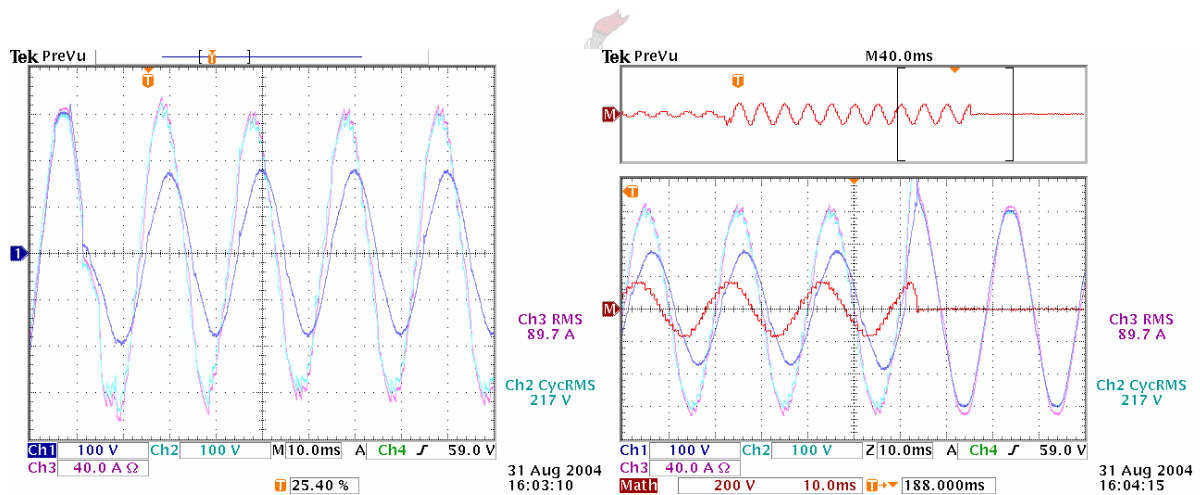 Tek PreVu
T
T
1
Ch3 RMS
89.7 A
Ch2 CycRMS
217 V
Ch1 100 V Ch2 100 V M 10.0ms A Ch4 59.0 V
Ch3 40.0 A Ω
T 25.40 %
31 Aug 2004
16:03:10
Tek PreVu M40.0ms
T
M
T
M
Ch3 RMS
89.7 A
Ch2 CycRMS
217 V
Ch1 100 V Ch2 100 V Z 10.0ms A Ch4 59.0 V
Ch3 40.0 A Ω
Math 200 V 10.0ms T 188.000ms
31 Aug 2004
16:04:15